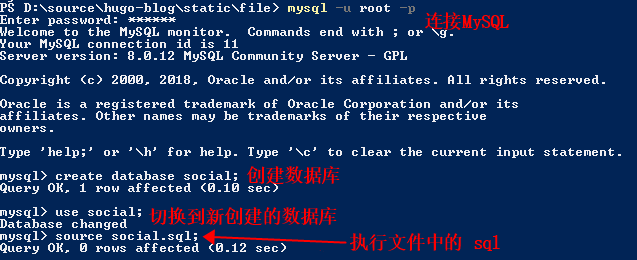 PS D:\source\hugo-blog\static\file> mysql -u root -p
连接MySQL
Enter password: ******
Welcome to the MySQL monitor.  Commands end with ; or \g.
Your MySQL connection id is 11
Server version: 8.0.12 MySQL Community Server - GPL
Copyright (c) 2000, 2018, Oracle and/or its affiliates. All rights reserved.
Oracle is a registered trademark of Oracle Corporation and/or its
affiliates. Other names may be trademarks of their respective
owners.
Type 'help;' or '\h' for help. Type '\c' to clear the current input statement.
mysql> create database social; 创建数据库
Query OK, 1 row affected (0.10 sec)
mysql> use social; 切换到新创建的数据库
Database changed
mysql> source social.sql;
执行文件中的 sql
Query OK, 0 rows affected (0.12 sec)